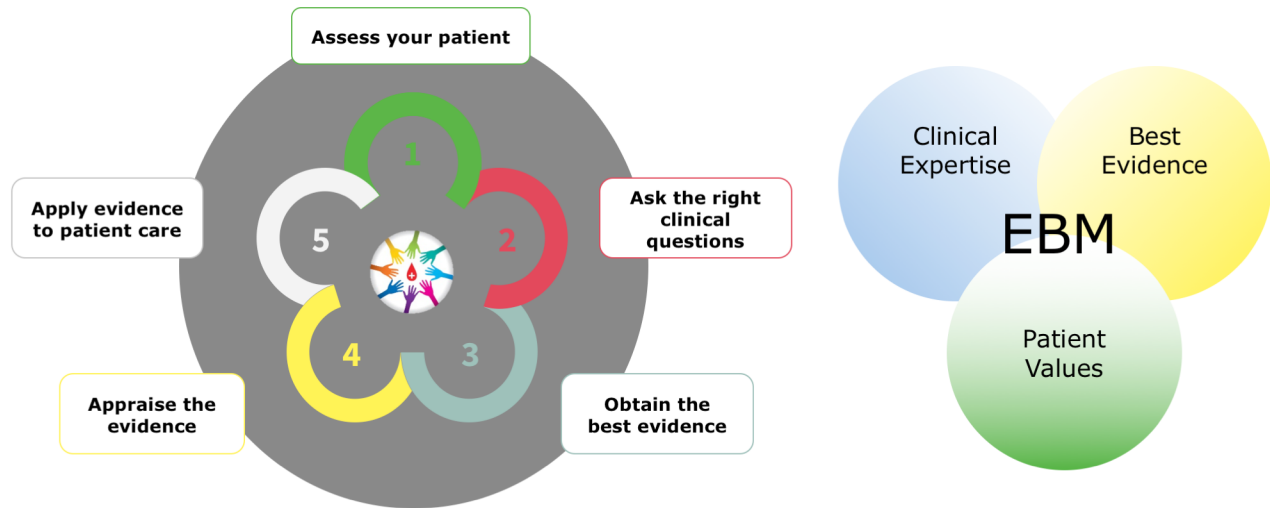 Assess your patient
1
2
Ask the right
clinical
questions
3
Obtain the
best evidence
4
Appraise the
evidence
5
Apply evidence
to patient care
Clinical
Expertise
Best
Evidence
EBM
Patient
Values